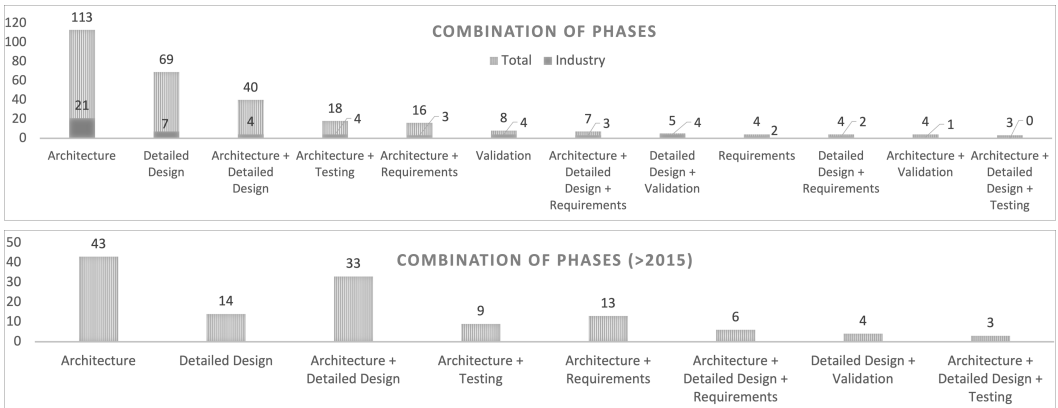 COMBINATION OF PHASES
Total Industry
120
100
80
60
40
20
0
113
21
69
7
40
4
18
4
16
3
8
4
7
3
5
4
4
2
4
2
4
1
3
0
Architecture
Detailed
Design
Architecture +
Detailed
Design
Architecture +
Testing
Architecture +
Requirements
Validation
Architecture +
Detailed
Design +
Requirements
Detailed
Design +
Validation
Requirements
Detailed
Design +
Requirements
Architecture +
Validation
Architecture +
Detailed
Design +
Testing
COMBINATION OF PHASES (>2015)
50
40
30
20
10
0
43
14
33
9
13
6
4
3
Architecture
Detailed Design
Architecture +
Detailed Design
Architecture +
Testing
Architecture +
Requirements
Architecture +
Detailed Design +
Requirements
Detailed Design +
Validation
Architecture +
Detailed Design +
Testing